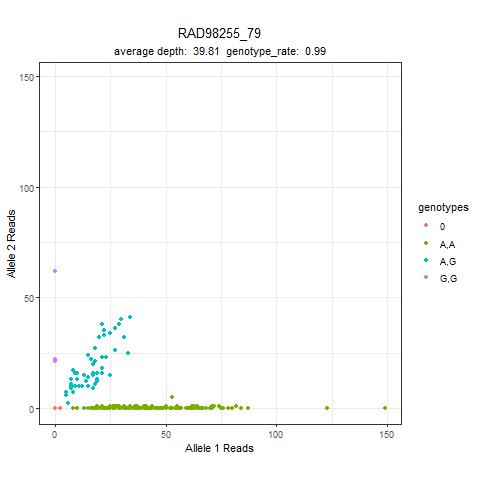 RAD98255_79
average depth:  39.81  genotype_rate:  0.99
150
100
50
0
0
50
100
150
Allele 1 Reads
Allele 2 Reads
genotypes
0
A,A
A,G
G,G